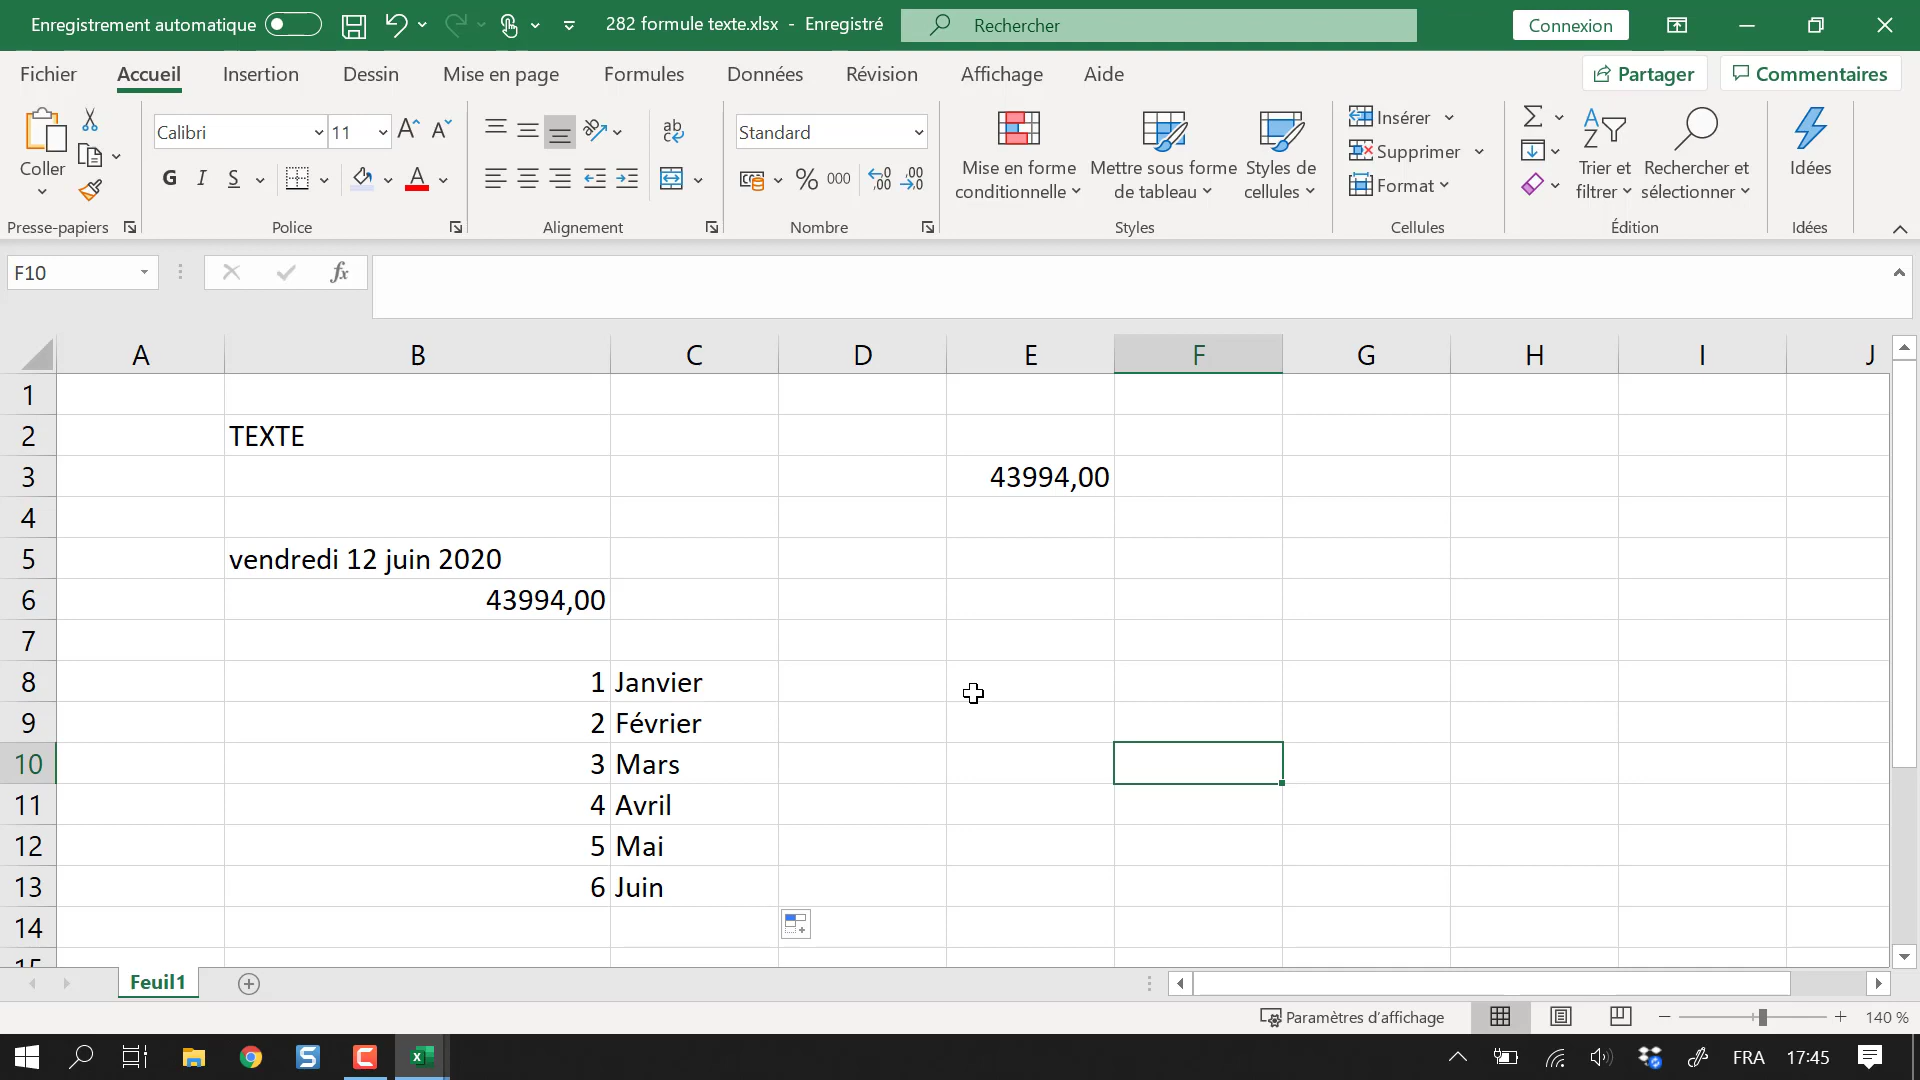 Enregistrement automatique
282 formule texte.xlsx - Enregistré
Rechercher
Connexion
Fichier Accueil Insertion Dessin Mise en page Formules Données Révision Affichage Aide
Partager Commentaires
Coller
Presse-papiers
Calibri 11
G I S
Police
ab
Alignement
Standard
% 000
Nombre
Mise en forme
conditionnelle
Mettre sous forme
de tableau
Styles de
cellules
Styles
Insérer
Supprimer
Format
Cellules
Trier et
filtrer
Rechercher et
sélectionner
Édition
Idées
Idées
F10
fx
A B C D E F G H I J
1
2 TEXTE
3 43994,00
4
5 vendredi 12 juin 2020
6 43994,00
7
8 1 Janvier
9 2 Février
10 3 Mars
11 4 Avril
12 5 Mai
13 6 Juin
14
15
Feuil1
Paramètres d'affichage
140 %
FRA 17:45